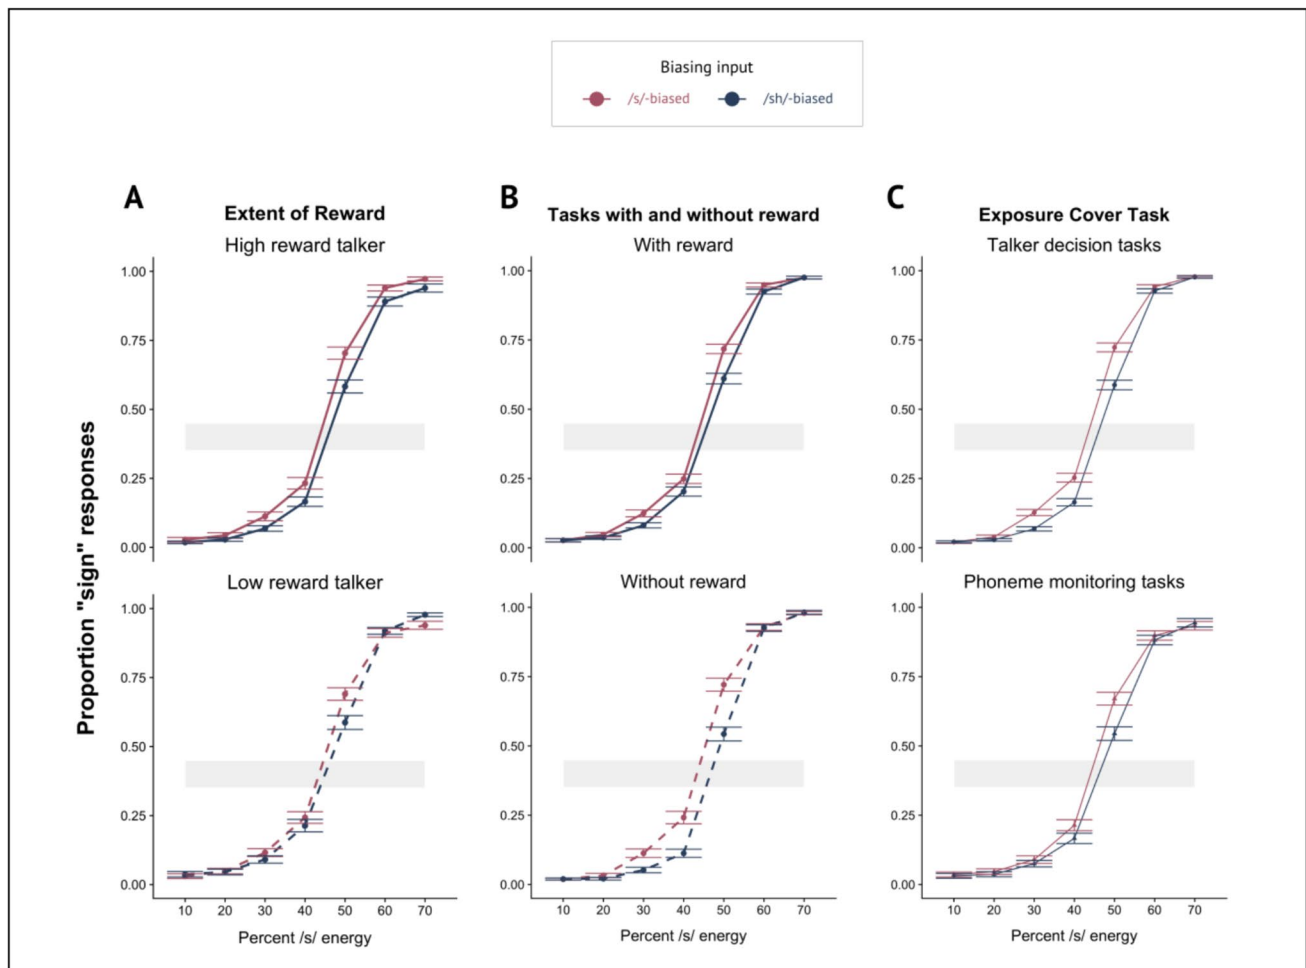 Biasing input
/s/-biased /sh/-biased
A Extent of Reward
High reward talker
1.00
0.75
0.50
0.25
0.00
Low reward talker
1.00
0.75
0.50
0.25
0.00
10 20 30 40 50 60 70
Percent /s/ energy
Proportion "sign" responses
B Tasks with and without reward
With reward
1.00
0.75
0.50
0.25
0.00
Without reward
1.00
0.75
0.50
0.25
0.00
10 20 30 40 50 60 70
Percent /s/ energy
C Exposure Cover Task
Talker decision tasks
1.00
0.75
0.50
0.25
0.00
Phoneme monitoring tasks
1.00
0.75
0.50
0.25
0.00
10 20 30 40 50 60 70
Percent /s/ energy